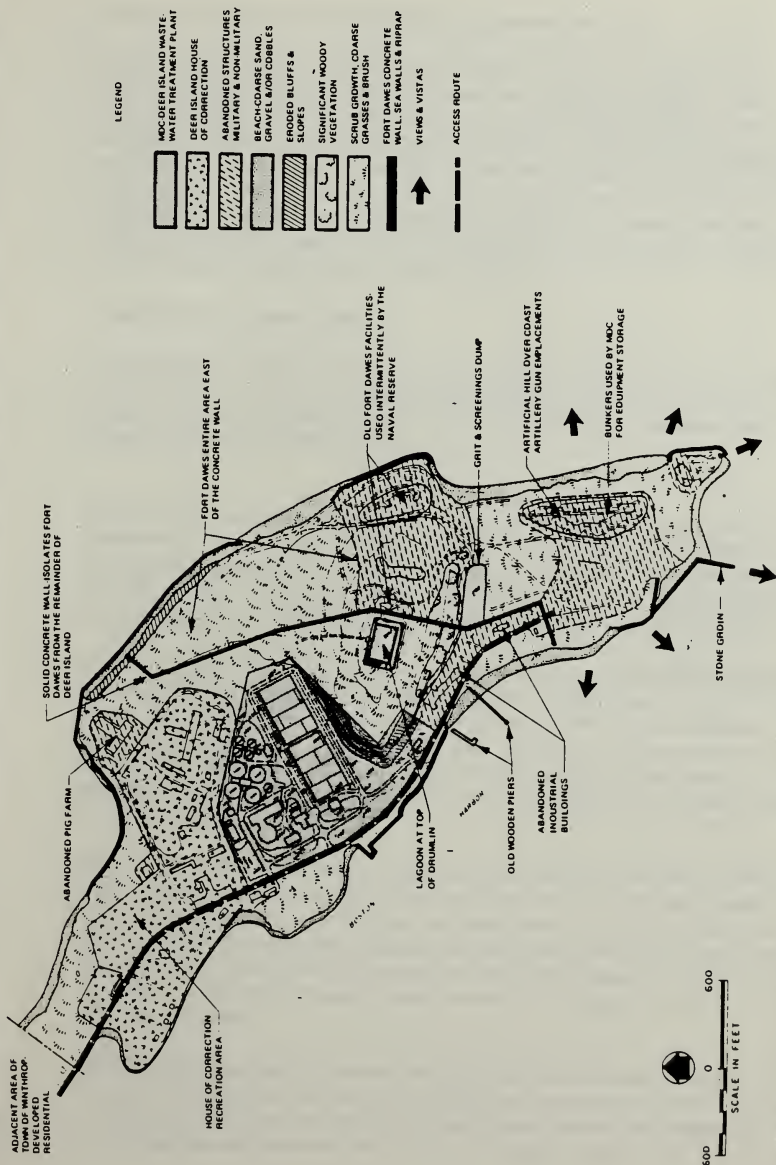 LEGEND
MDC-DEER ISLAND WASTE-
WATER TREATMENT PLANT
DEER ISLAND HOUSE
OF CORRECTION
ABANDONED STRUCTURES
MILITARY & NON-MILITARY
BEACH-COARSE SAND,
GRAVEL &/OR COBBLES
ERODED BLUFFS &
SLOPES
SIGNIFICANT WOODY
VEGETATION
SCRUB GROWTH, COARSE
GRASSES & BRUSH
FORT DAWES CONCRETE
WALL, SEA WALLS & RIPRAP
VIEWS & VISTAS
ACCESS ROUTE
ADJACENT AREA OF
TOWN OF WINTHROP-
DEVELOPED
RESIDENTIAL
ABANDONED PIG FARM
SOLID CONCRETE WALL-ISOLATES FORT
DAWES FROM THE REMAINDER OF
DEER ISLAND
FORT DAWES ENTIRE AREA EAST
OF THE CONCRETE WALL
OLD FORT DAWES FACILITIES-
USED INTERMITTENTLY BY THE
NAVAL RESERVE
GRIT & SCREENINGS DUMP
ARTIFICIAL HILL OVER COAST
ARTILLERY GUN EMPLACEMENTS
BUNKERS USED BY MDC
FOR EQUIPMENT STORAGE
HOUSE OF CORRECTION
RECREATION AREA
BOSTON
HARBOR
LAGOON AT TOP
OF DRUMLIN
OLD WOODEN PIERS
ABANDONED
INDUSTRIAL
BUILDINGS
STONE GROIN
600 0 600
SCALE IN FEET